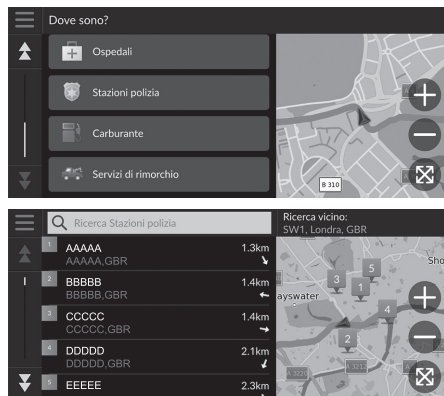 Dove sono?
Ospedali
Stazioni polizia
Carburante
Servizi di rimorchio
B 310
Ricerca Stazioni polizia
Ricerca vicino:
SW1, Londra, GBR
1
AAAAA
1.3km
AAAAA,GBR
2
BBBBB
1.4km
BBBBB,GBR
3
CCCCC
1.4km
CCCCC,GBR
4
DDDDD
2.1km
DDDDD,GBR
5
EEEEE
2.3km
Sho
ayswater
5
3
1
4
2
A 3220
A 3212